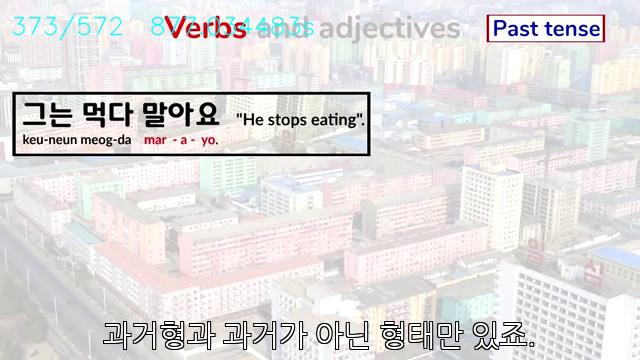 373/572
Verbs and adjectives
Past tense
그는 먹다 말아요 "He stops eating".
keu-neun meog-da mar - a - yo.
과거형과 과거가 아닌 형태만 있죠.